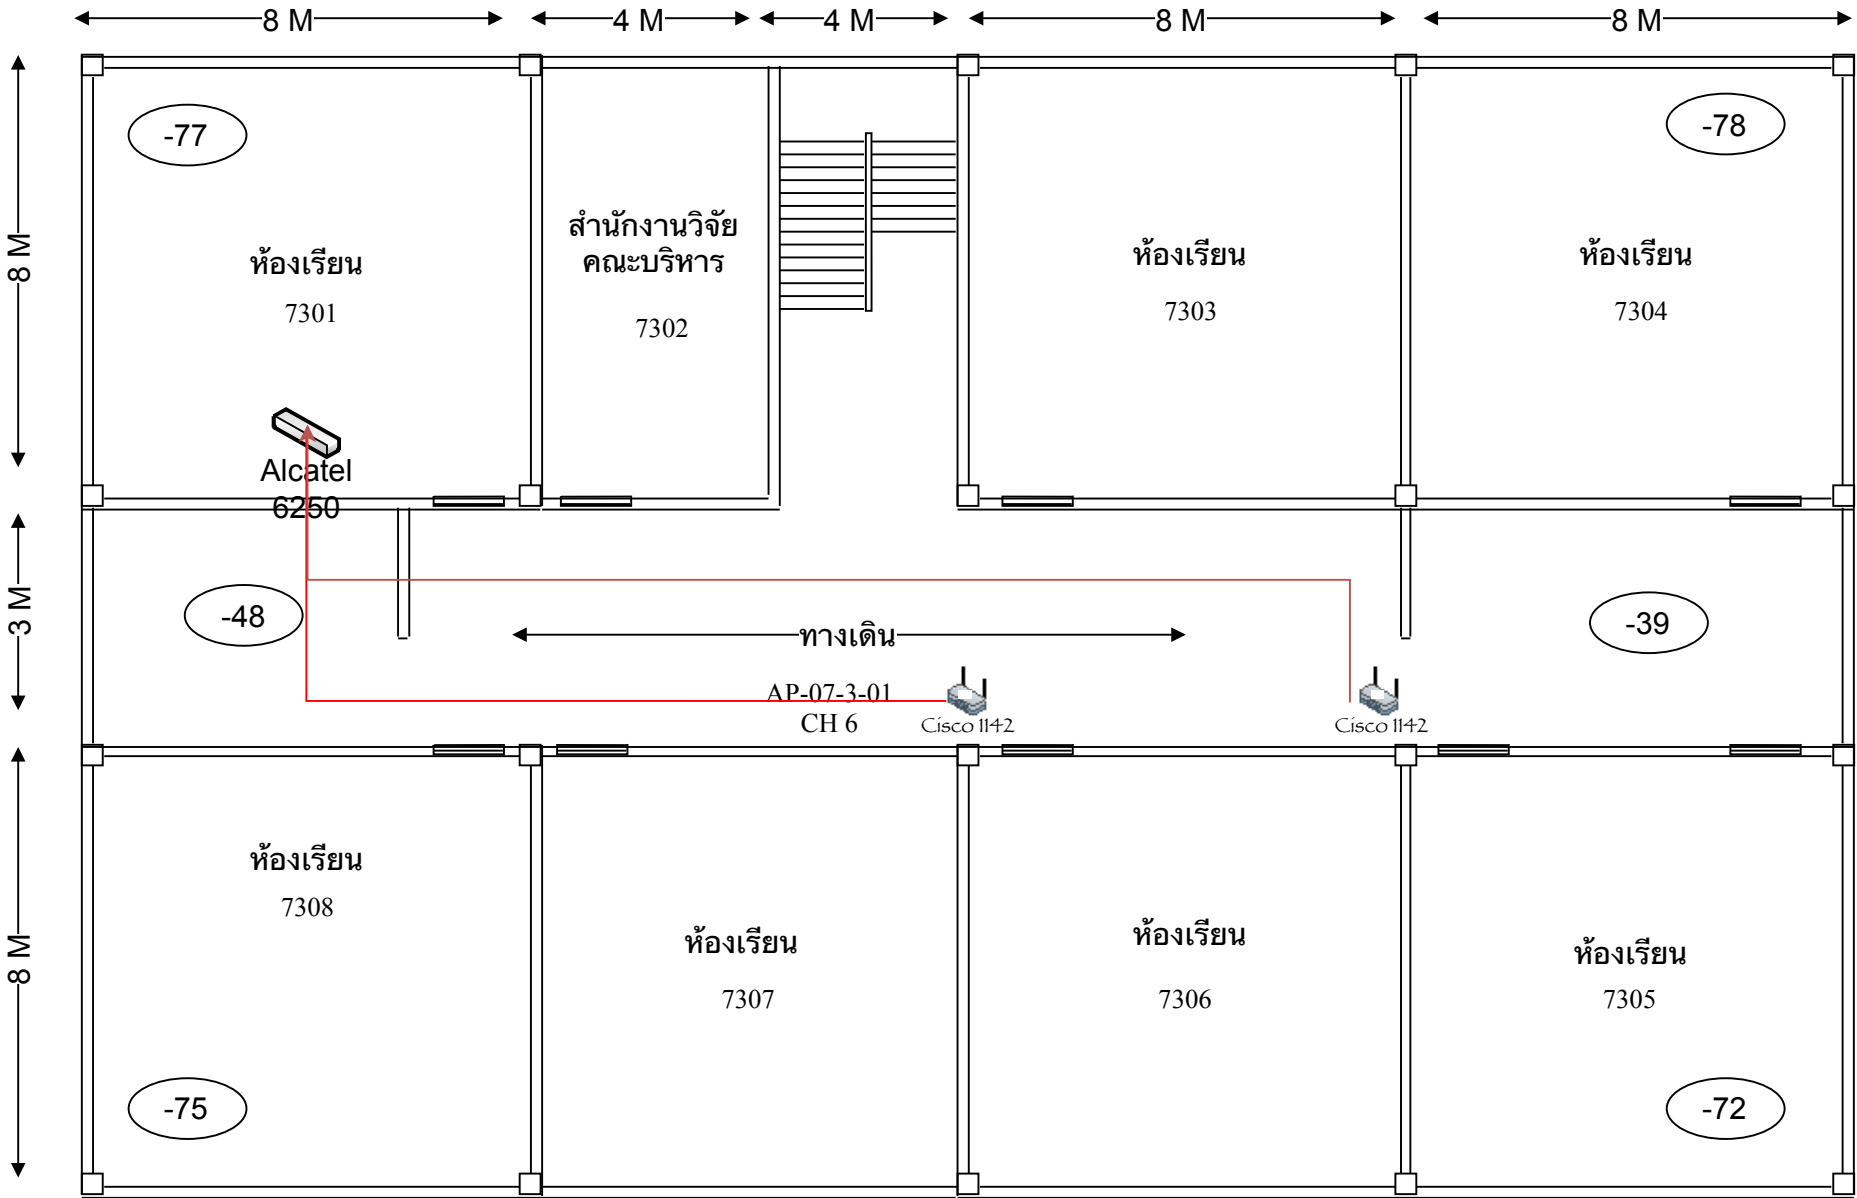 8 M
4 M
4 M
8 M
8 M
8 M
-77
-78
ห้องเรียน
7301
สำนักงานวิจัย
คณะบริหาร
7302
ห้องเรียน
7303
ห้องเรียน
7304
Alcatel
6250
3 M
-48
ทางเดิน
-39
AP-07-3-01
CH 6
Cisco 1142
Cisco 1142
8 M
ห้องเรียน
7308
ห้องเรียน
7307
ห้องเรียน
7306
ห้องเรียน
7305
-75
-72